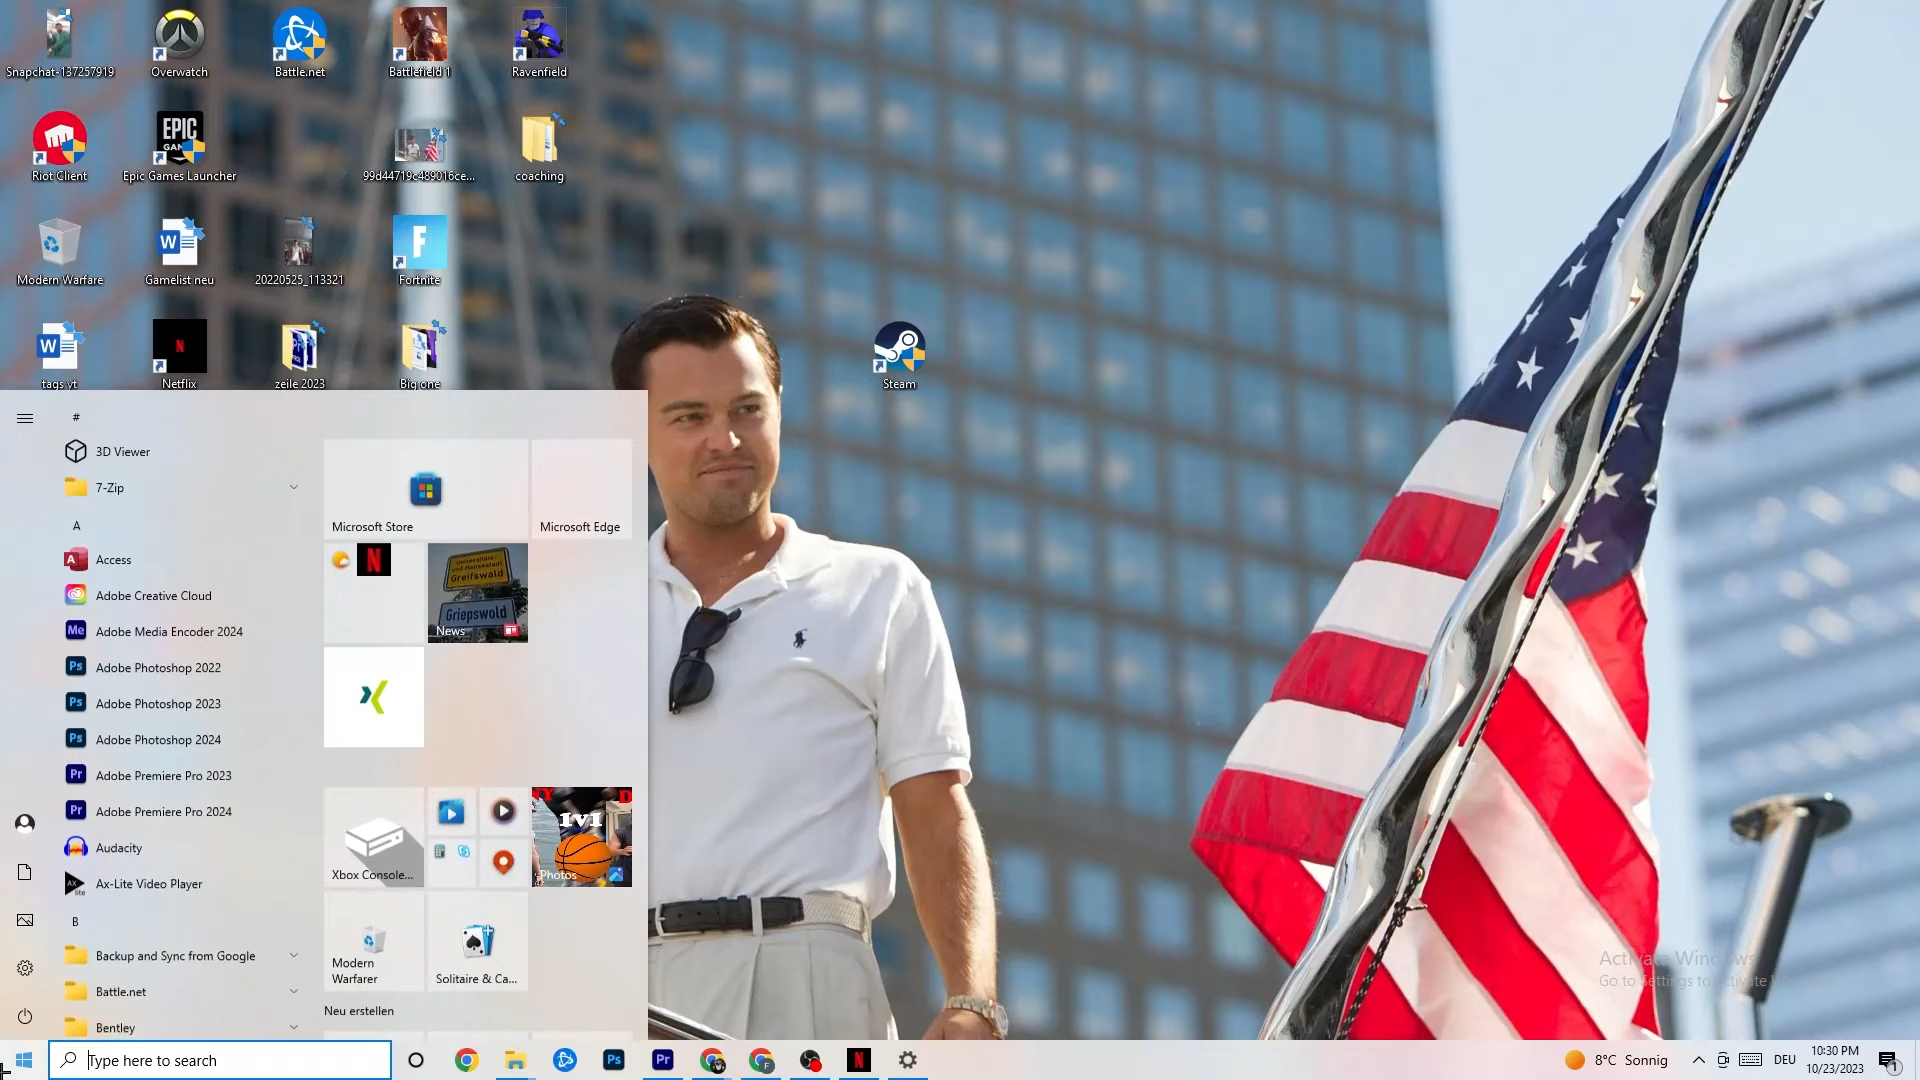 Snapchat-137257919
Overwatch
Battle.net
Battlefield 1
Ravenfield
EPIC
Riot Client
Epic Games Launcher
99d44719c489016ce...
coaching
Modern Warfare
Gamelist neu
20220525_113321
Fortnite
tags yt
Netflix
zeile 2023
Big one
Steam
#
3D Viewer
7-Zip
A
Access
Adobe Creative Cloud
Adobe Media Encoder 2024
Adobe Photoshop 2022
Adobe Photoshop 2023
Adobe Photoshop 2024
Adobe Premiere Pro 2023
Adobe Premiere Pro 2024
Audacity
Ax-Lite Video Player
B
Backup and Sync from Google
Battle.net
Bentley
Microsoft Store
Microsoft Edge
Universitäts-
und Hansestadt
Greifswald
Griepswold
News
Xbox Console...
1v1
Photos
Modern
Warfarer
Solitaire & Ca...
Neu erstellen
Activate Windows
Go to Settings to activate
Type here to search
8°C Sonnig
DEU
10:30 PM
10/23/2023
1